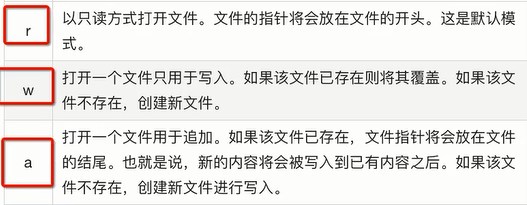 r
以只读方式打开文件。文件的指针将会放在文件的开头。这是默认模
式。
w
打开一个文件只用于写入。如果该文件已存在则将其覆盖。如果该文
件不存在，创建新文件。
a
打开一个文件用于追加。如果该文件已存在，文件指针将会放在文件
的结尾。也就是说，新的内容将会被写入到已有内容之后。如果该文
件不存在，创建新文件进行写入。